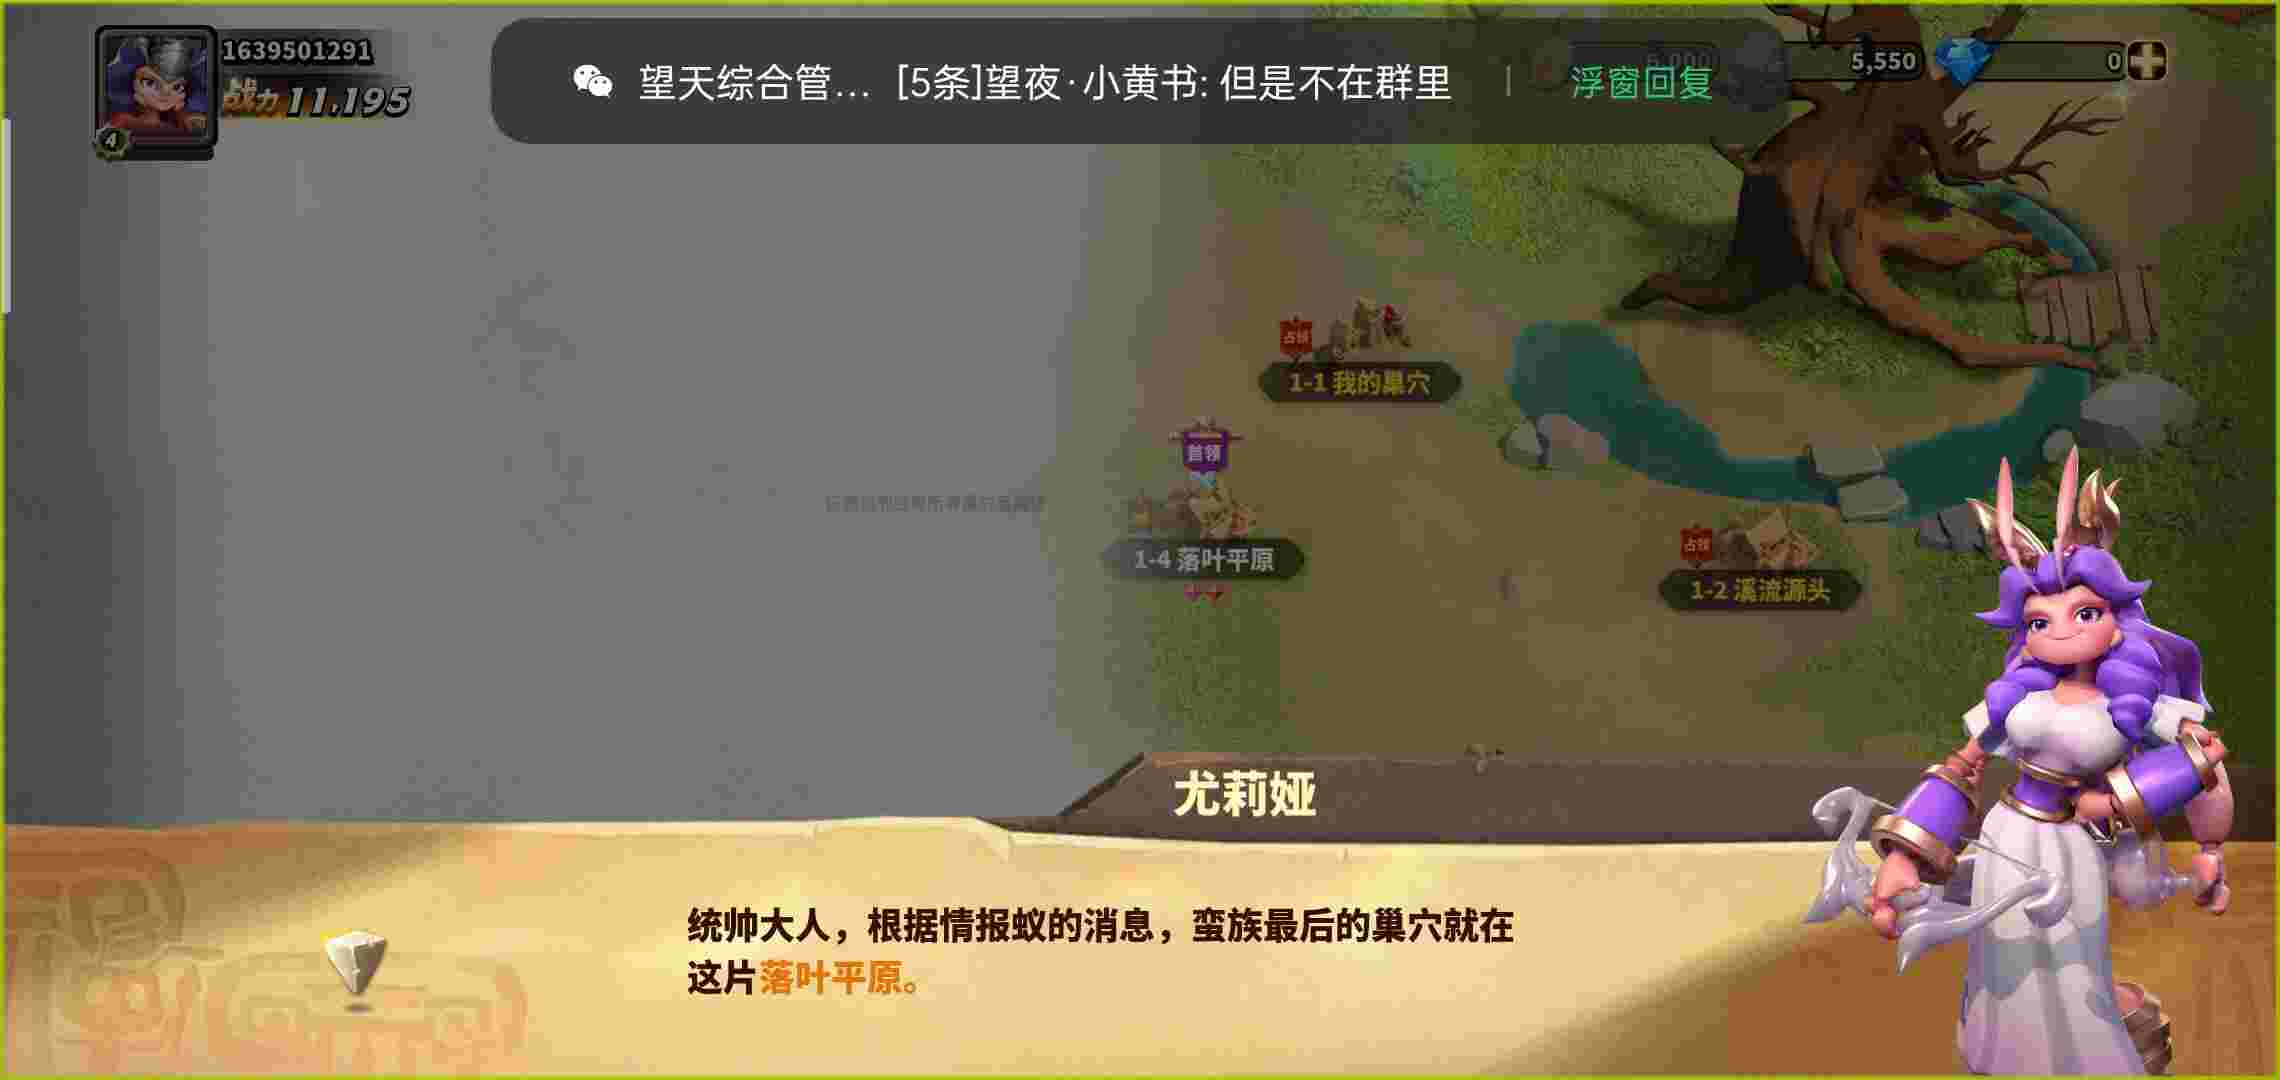 1639501291
战力 11,195
4
望天综合管… [5条]望夜·小黄书: 但是不在群里 | 浮窗回复
5,000
5,550
0
占领
1-1 我的巢穴
首领
1-4 落叶平原
占领
1-2 溪流源头
尤莉娅
统帅大人，根据情报蚁的消息，蛮族最后的巢穴就在
这片落叶平原。